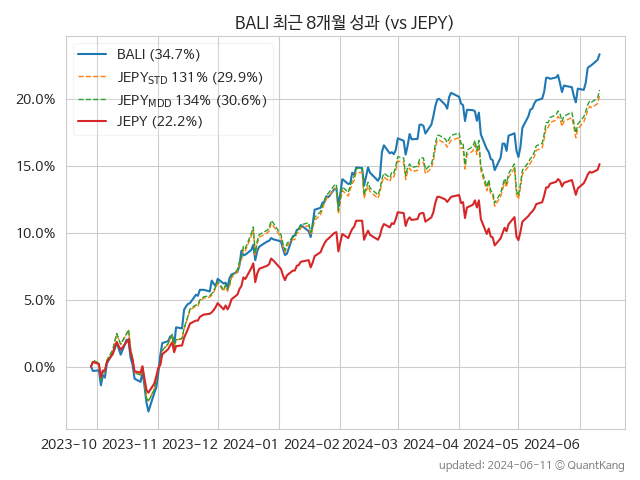 BALI 최근 8개월 성과 (vs JEPY)
BALI (34.7%)
JEPY_STD 131% (29.9%)
JEPY_MDD 134% (30.6%)
JEPY (22.2%)
20.0%
15.0%
10.0%
5.0%
0.0%
2023-10 2023-11 2023-12 2024-01 2024-02 2024-03 2024-04 2024-05 2024-06
updated: 2024-06-11 © QuantKang